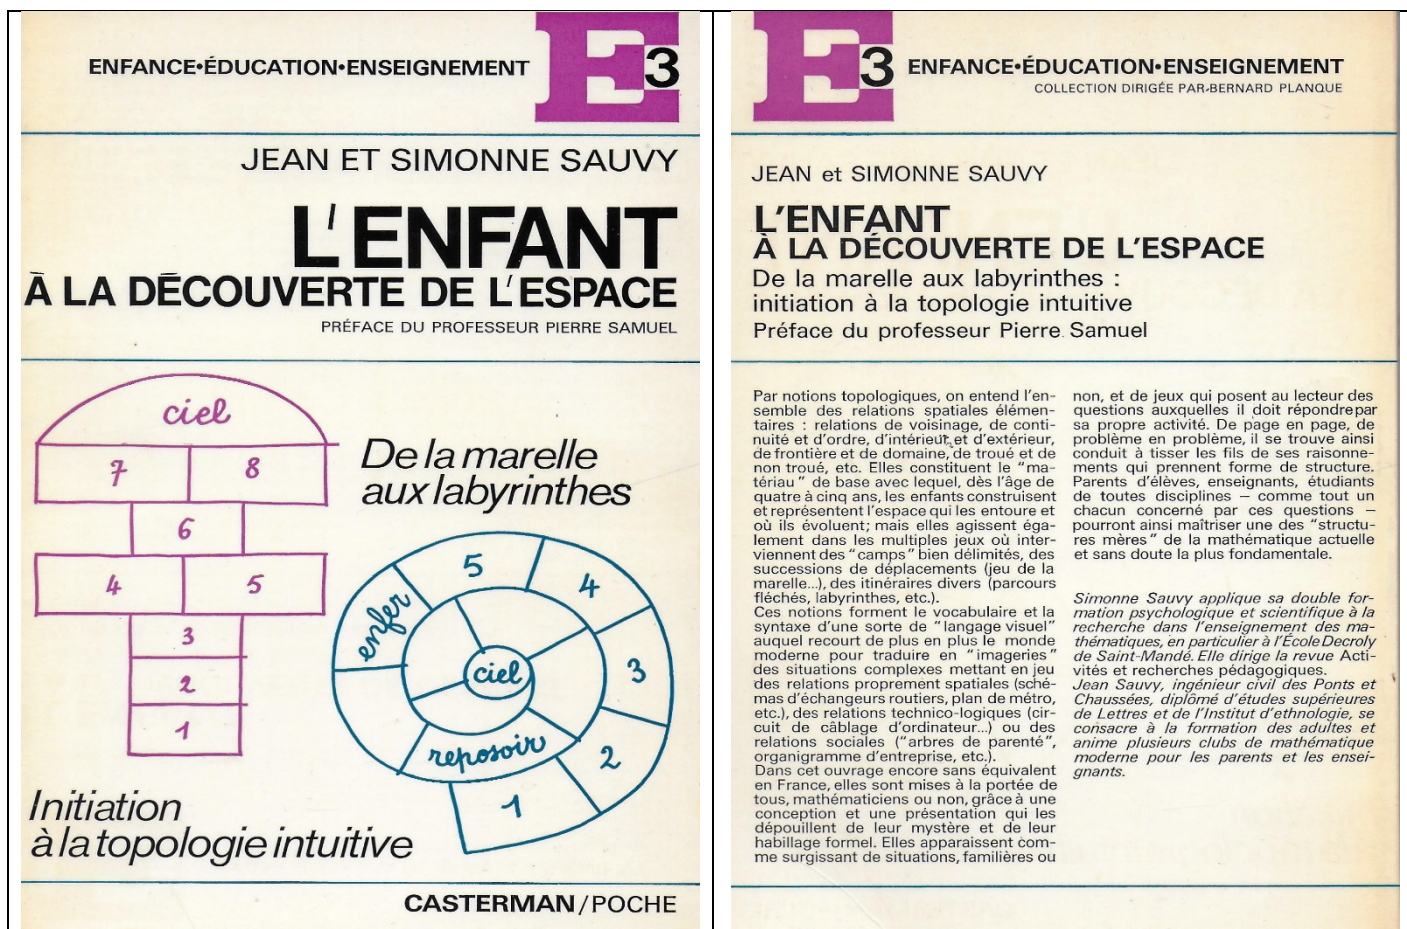 ENFANCE•ÉDUCATION•ENSEIGNEMENT
E3
JEAN ET SIMONNE SAUVY
L'ENFANT
À LA DÉCOUVERTE DE L'ESPACE
PRÉFACE DU PROFESSEUR PIERRE SAMUEL
ciel
7 8
6
4 5
3
2
1
De la marelle
aux labyrinthes
enfer
5
4
3
2
1
reposoir
ciel
Initiation
à la topologie intuitive
CASTERMAN/POCHE
E3
ENFANCE•ÉDUCATION•ENSEIGNEMENT
COLLECTION DIRIGÉE PAR-BERNARD PLANQUE
JEAN et SIMONNE SAUVY
L'ENFANT
À LA DÉCOUVERTE DE L'ESPACE
De la marelle aux labyrinthes :
initiation à la topologie intuitive
Préface du professeur Pierre Samuel
Par notions topologiques, on entend l'en-
semble des relations spatiales élémen-
taires : relations de voisinage, de conti-
nuité et d'ordre, d'intérieur et d'extérieur,
de frontière et de domaine, de troué et de
non troué, etc. Elles constituent le "ma-
tériau" de base avec lequel, dès l'âge de
quatre à cinq ans, les enfants construisent
et représentent l'espace qui les entoure et
où ils évoluent; mais elles agissent éga-
lement dans les multiples jeux où inter-
viennent des "camps" bien délimités, des
successions de déplacements (jeu de la
marelle...), des itinéraires divers (parcours
fléchés, labyrinthes, etc.).
Ces notions forment le vocabulaire et la
syntaxe d'une sorte de "langage visuel"
auquel recourt de plus en plus le monde
moderne pour traduire en "imageries"
des situations complexes mettant en jeu
des relations proprement spatiales (sché-
mas d'échangeurs routiers, plan de métro,
etc.), des relations technico-logiques (cir-
cuit de câblage d'ordinateur...) ou des
relations sociales ("arbres de parenté",
organigramme d'entreprise, etc.).
Dans cet ouvrage encore sans équivalent
en France, elles sont mises à la portée de
tous, mathématiciens ou non, grâce à une
conception et une présentation qui les
dépouillent de leur mystère et de leur
habillage formel. Elles apparaissent com-
me surgissant de situations, familières ou
non, et de jeux qui posent au lecteur des
questions auxquelles il doit répondre par
sa propre activité. De page en page, de
problème en problème, il se trouve ainsi
conduit à tisser les fils de ses raisonne-
ments qui prennent forme de structure.
Parents d'élèves, enseignants, étudiants
de toutes disciplines – comme tout un
chacun concerné par ces questions –
pourront ainsi maîtriser une des "structu-
res mères" de la mathématique actuelle
et sans doute la plus fondamentale.
Simonne Sauvy applique sa double for-
mation psychologique et scientifique à la
recherche dans l'enseignement des ma-
thématiques, en particulier à l'École Decroly
de Saint-Mandé. Elle dirige la revue Acti-
vités et recherches pédagogiques.
Jean Sauvy, ingénieur civil des Ponts et
Chaussées, diplômé d'études supérieures
de Lettres et de l'Institut d'ethnologie, se
consacre à la formation des adultes et
anime plusieurs clubs de mathématique
moderne pour les parents et les ensei-
gnants.